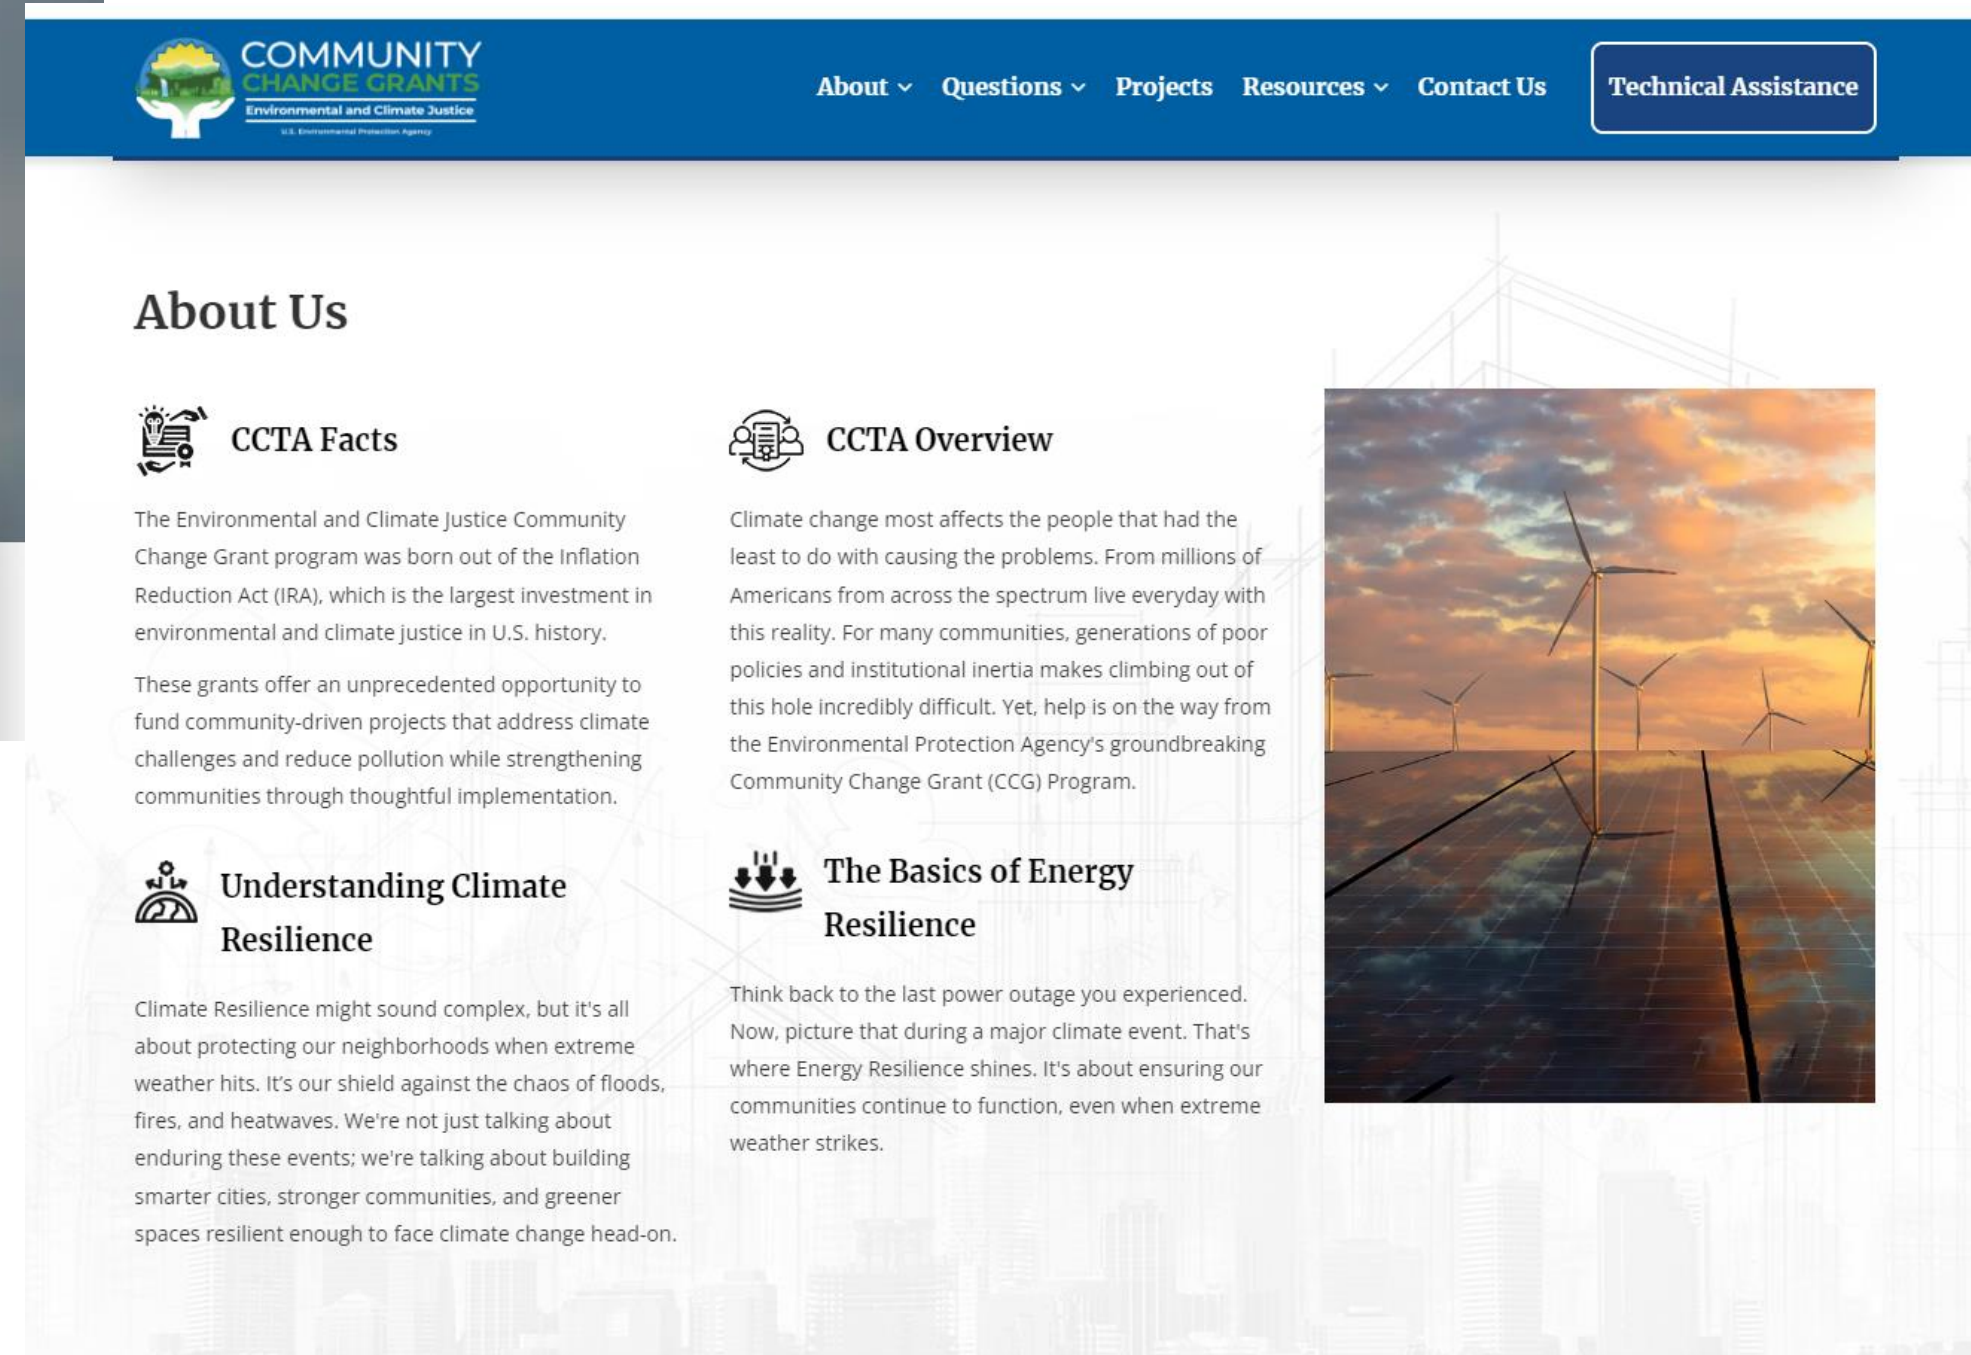 COMMUNITY
CHANGE GRANTS
Environmental and Climate Justice
U.S. Environmental Protection Agency
About
Questions
Projects
Resources
Contact Us
Technical Assistance
About Us
CCTA Facts
The Environmental and Climate Justice Community
Change Grant program was born out of the Inflation
Reduction Act (IRA), which is the largest investment in
environmental and climate justice in U.S. history.
These grants offer an unprecedented opportunity to
fund community-driven projects that address climate
challenges and reduce pollution while strengthening
communities through thoughtful implementation.
CCTA Overview
Climate change most affects the people that had the
least to do with causing the problems. From millions of
Americans from across the spectrum live everyday with
this reality. For many communities, generations of poor
policies and institutional inertia makes climbing out of
this hole incredibly difficult. Yet, help is on the way from
the Environmental Protection Agency's groundbreaking
Community Change Grant (CCG) Program.
Understanding Climate
Resilience
Climate Resilience might sound complex, but it's all
about protecting our neighborhoods when extreme
weather hits. It’s our shield against the chaos of floods,
fires, and heatwaves. We're not just talking about
enduring these events; we're talking about building
smarter cities, stronger communities, and greener
spaces resilient enough to face climate change head-on.
The Basics of Energy
Resilience
Think back to the last power outage you experienced.
Now, picture that during a major climate event. That's
where Energy Resilience shines. It's about ensuring our
communities continue to function, even when extreme
weather strikes.